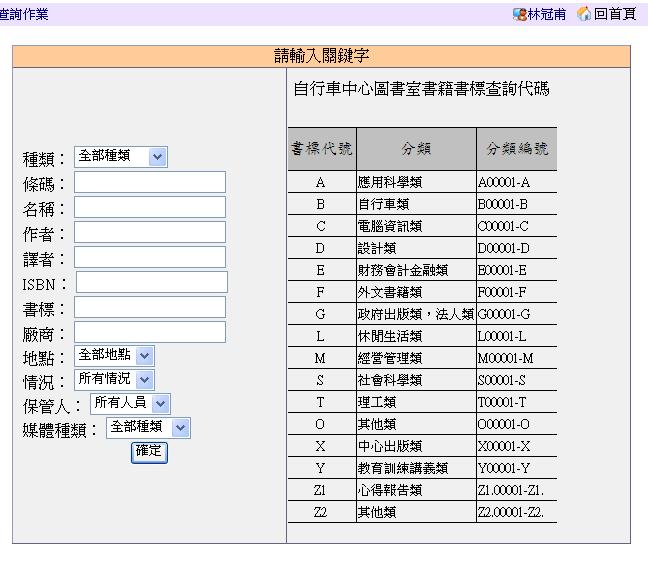 查詢作業
林冠甫 回首頁
請輸入關鍵字
種類： 全部種類
條碼：
名稱：
作者：
譯者：
ISBN：
書標：
廠商：
地點： 全部地點
情況： 所有情況
保管人： 所有人員
媒體種類： 全部種類
確定
自行車中心圖書室書籍書標查詢代碼
書標代號 分類 分類編號
A 應用科學類 A00001-A
B 自行車類 B00001-B
C 電腦資訊類 C00001-C
D 設計類 D00001-D
E 財務會計金融類 E00001-E
F 外文書籍類 F00001-F
G 政府出版類，法人類 G00001-G
L 休閒生活類 L00001-L
M 經營管理類 M00001-M
S 社會科學類 S00001-S
T 理工類 T00001-T
O 其他類 O00001-O
X 中心出版類 X00001-X
Y 教育訓練講義類 Y00001-Y
Z1 心得報告類 Z1.00001-Z1.
Z2 其他類 Z2.00001-Z2.